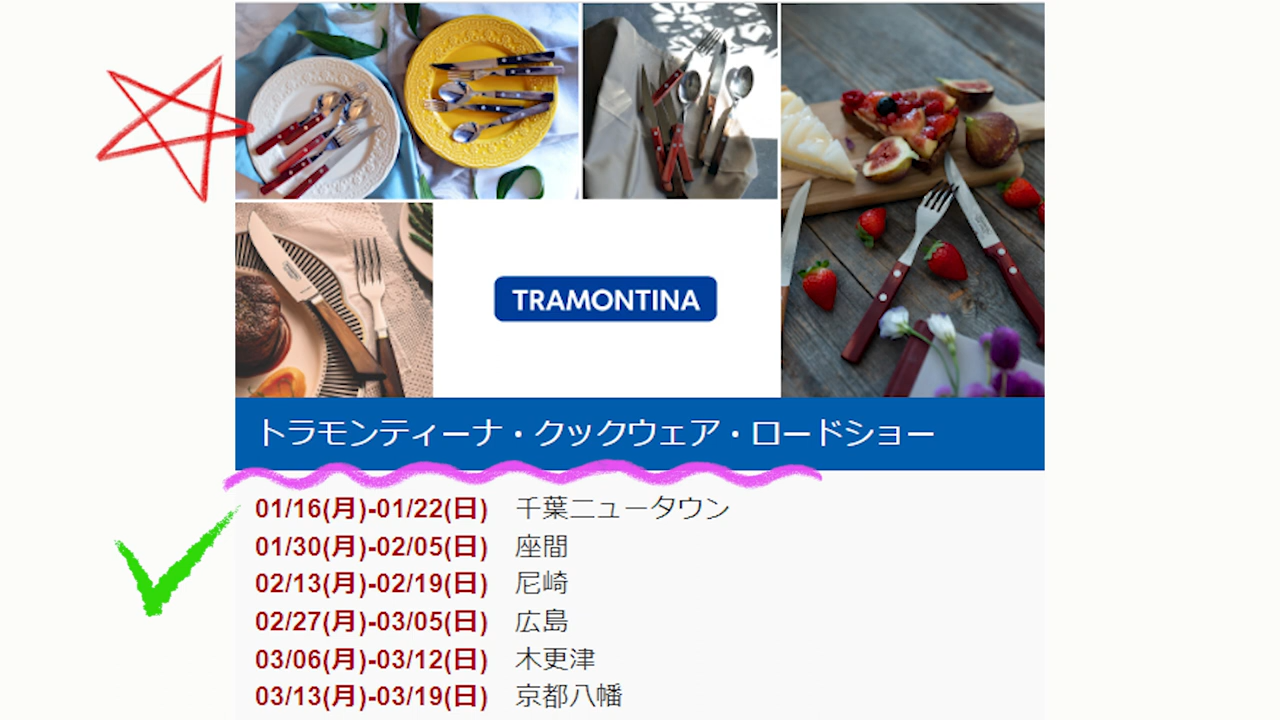 TRAMONTINA
トラモンティーナ・クックウェア・ロードショー
01/16(月)-01/22(日) 千葉ニュータウン
01/30(月)-02/05(日) 座間
02/13(月)-02/19(日) 尼崎
02/27(月)-03/05(日) 広島
03/06(月)-03/12(日) 木更津
03/13(月)-03/19(日) 京都八幡